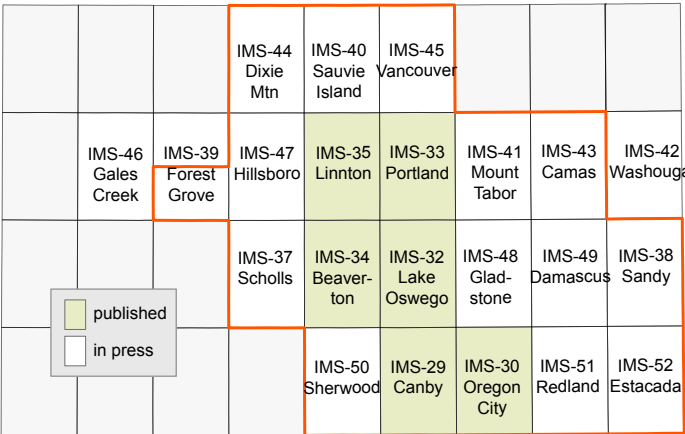 IMS-44
Dixie
Mtn
IMS-40
Sauvie
Island
IMS-45
Vancouver
IMS-46
Gales
Creek
IMS-39
Forest
Grove
IMS-47
Hillsboro
IMS-35
Linnton
IMS-33
Portland
IMS-41
Mount
Tabor
IMS-43
Camas
IMS-42
Washouga
IMS-37
Scholls
IMS-34
Beaver-
ton
IMS-32
Lake
Oswego
IMS-48
Glad-
stone
IMS-49
Damascus
IMS-38
Sandy
published
in press
IMS-50
Sherwood
IMS-29
Canby
IMS-30
Oregon
City
IMS-51
Redland
IMS-52
Estacada